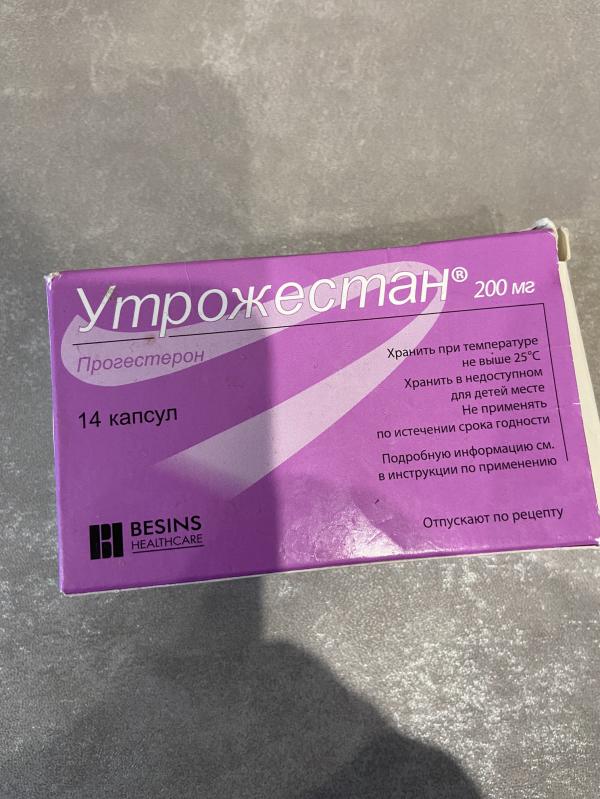 Утрожестан® 200 мг
Прогестерон
14 капсул
Хранить при температуре
не выше 25°C
Хранить в недоступном
для детей месте
Не применять
по истечении срока годности
Подробную информацию см.
в инструкции по применению
BESINS
HEALTHCARE
Отпускают по рецепту